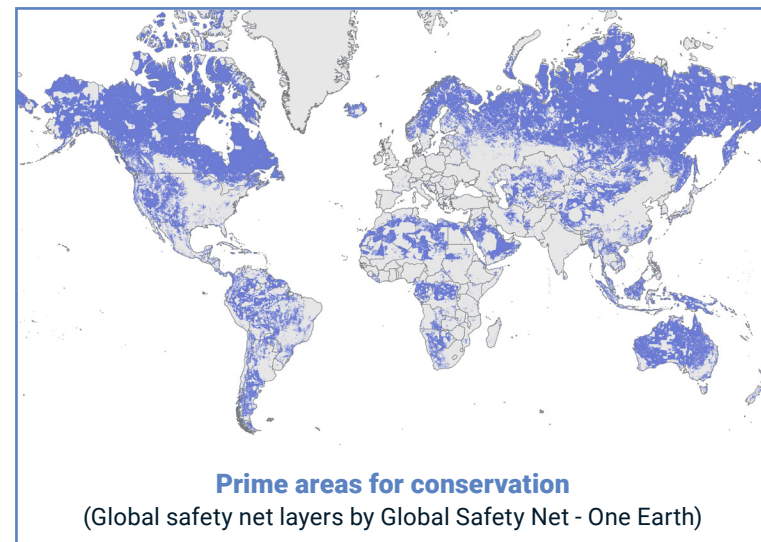 Prime areas for conservation
(Global safety net layers by Global Safety Net - One Earth)